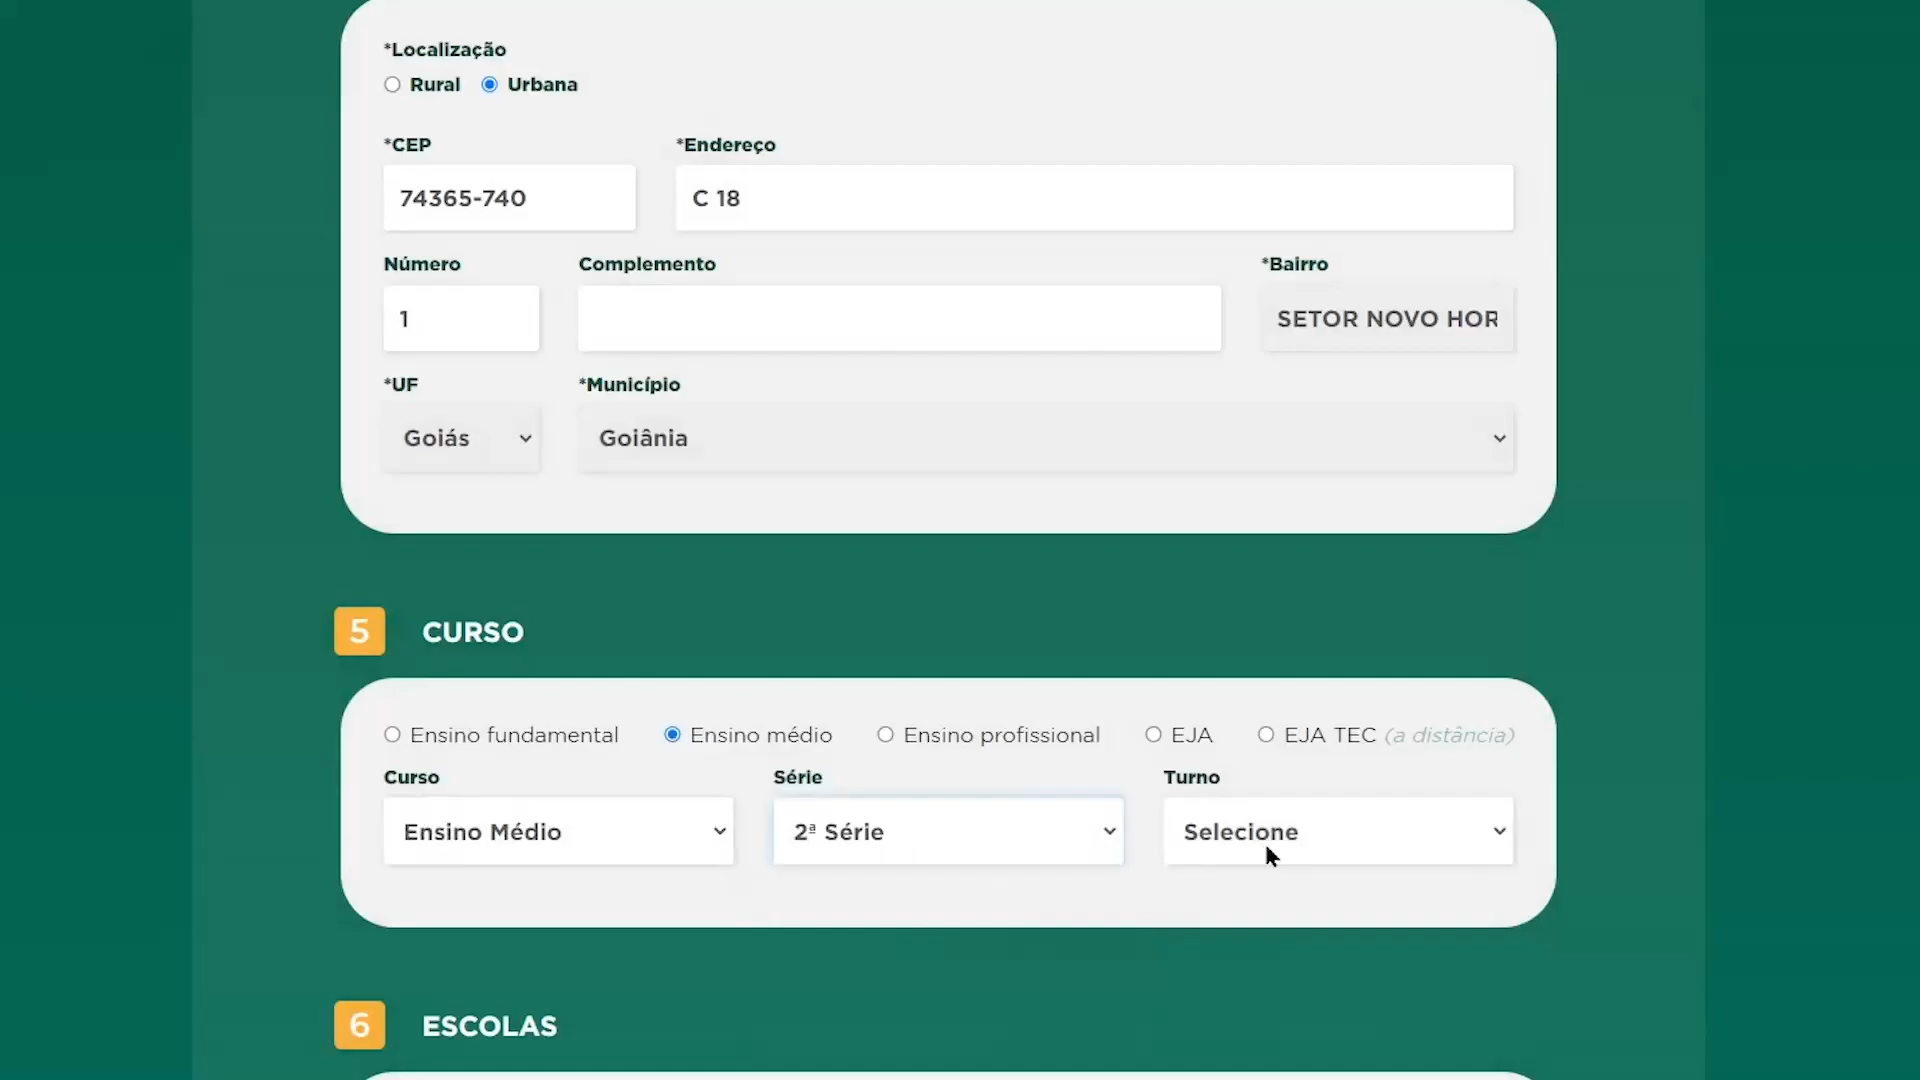 *Localização
Rural Urbana
*CEP *Endereço
74365-740 C 18
Número Complemento *Bairro
1 SETOR NOVO HOR
*UF *Município
Goiás Goiânia
5 CURSO
Ensino fundamental Ensino médio Ensino profissional EJA EJA TEC (a distância)
Curso Série Turno
Ensino Médio 2ª Série Selecione
6 ESCOLAS